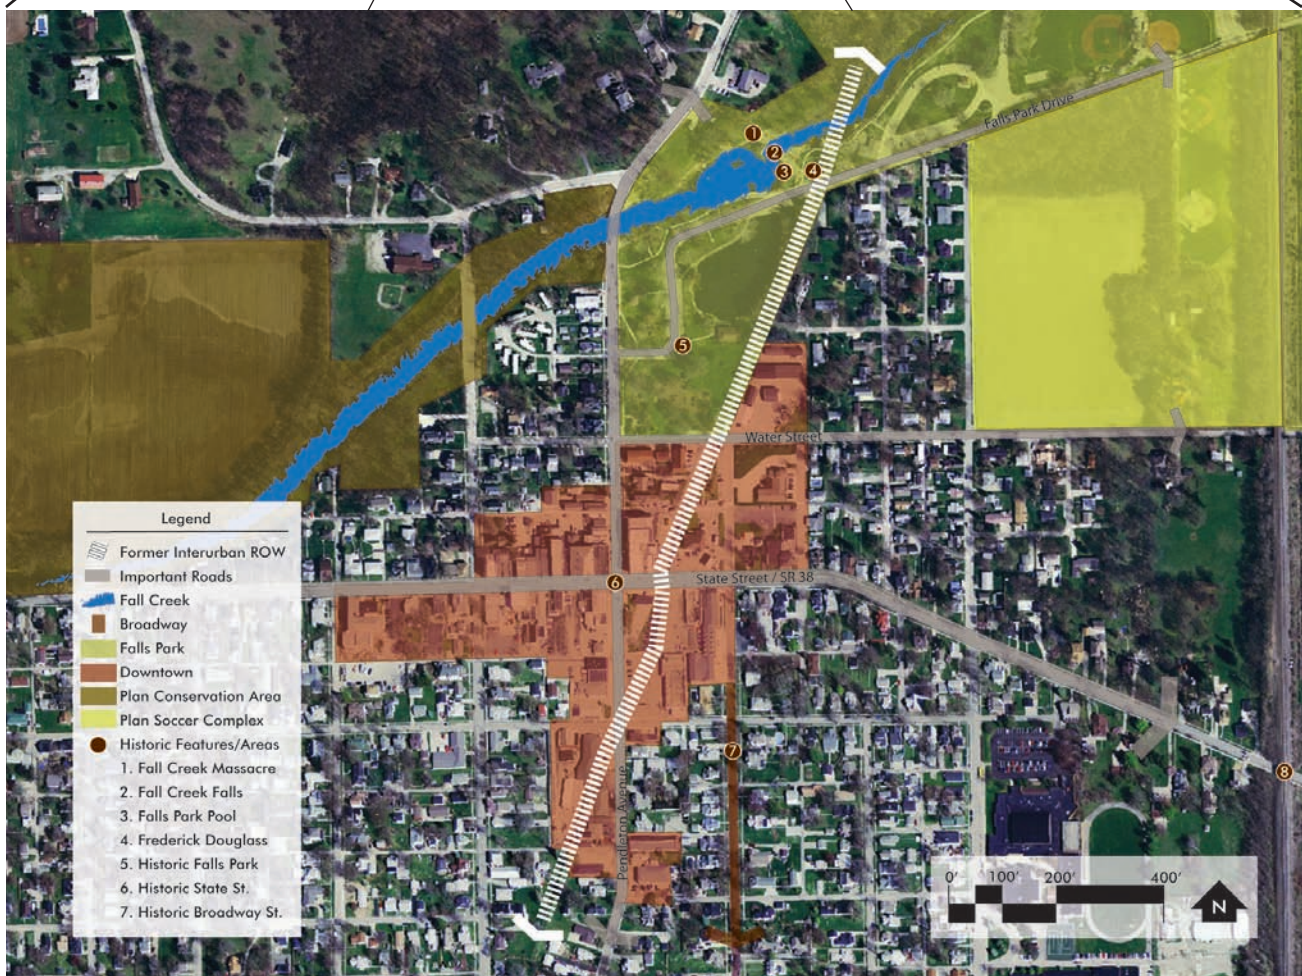 1
2
3
4
Falls Park Drive
5
Water Street
6
State Street / SR 38
7
8
Pendleton Avenue
Legend
Former Interurban ROW
Important Roads
Fall Creek
Broadway
Falls Park
Downtown
Plan Conservation Area
Plan Soccer Complex
Historic Features/Areas
1. Fall Creek Massacre
2. Fall Creek Falls
3. Falls Park Pool
4. Frederick Douglass
5. Historic Falls Park
6. Historic State St.
7. Historic Broadway St.
0' 100' 200' 400'
N